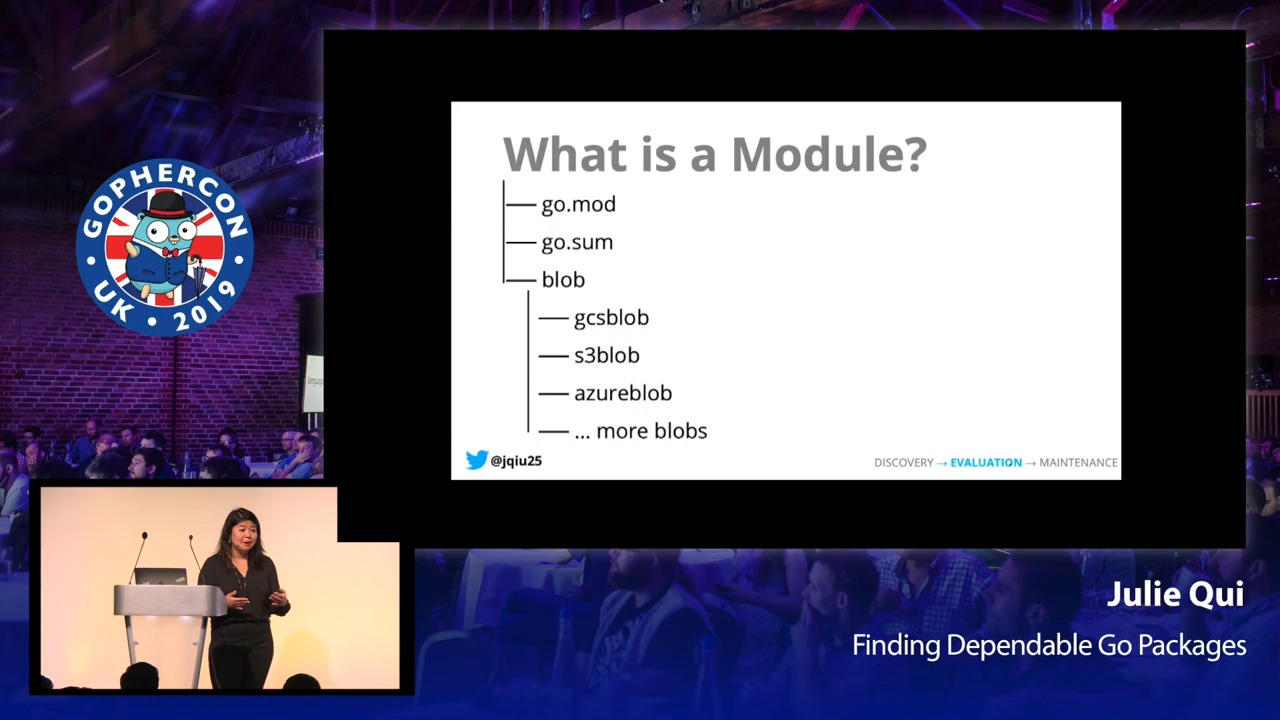 GOPHERCON
UK • 2019
What is a Module?
go.mod
go.sum
blob
gcsblob
s3blob
azureblob
... more blobs
@jqiu25
DISCOVERY → EVALUATION → MAINTENANCE
Julie Qui
Finding Dependable Go Packages